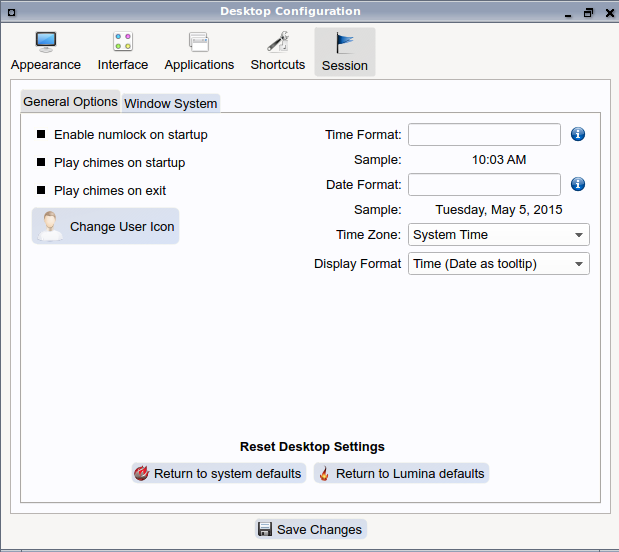 Desktop Configuration
Appearance
Interface
Applications
Shortcuts
Session
General Options
Window System
Enable numlock on startup
Time Format:
Play chimes on startup
Sample:
10:03 AM
Play chimes on exit
Date Format:
Change User Icon
Sample:
Tuesday, May 5, 2015
Time Zone:
System Time
Display Format
Time (Date as tooltip)
Reset Desktop Settings
Return to system defaults
Return to Lumina defaults
Save Changes